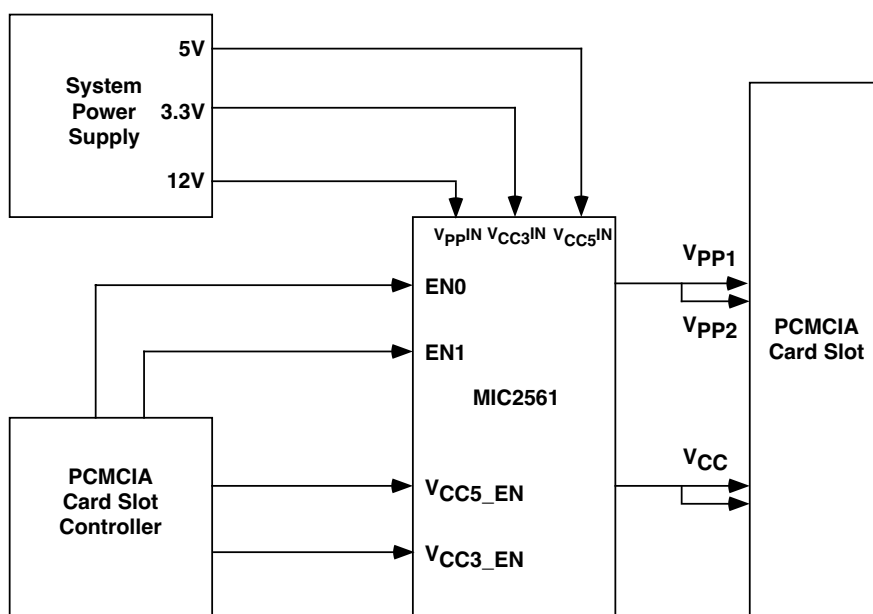 System
Power
Supply
5V
3.3V
12V
VPPIN VCC3IN VCC5IN
EN0
EN1
MIC2561
VCC5_EN
VCC3_EN
PCMCIA
Card Slot
Controller
VPP1
VPP2
VCC
PCMCIA
Card Slot